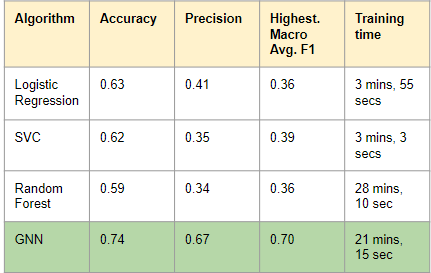 Algorithm Accuracy Precision Highest. Macro Avg. F1 Training time
Logistic Regression 0.63 0.41 0.36 3 mins, 55 secs
SVC 0.62 0.35 0.39 3 mins, 3 secs
Random Forest 0.59 0.34 0.36 28 mins, 10 sec
GNN 0.74 0.67 0.70 21 mins, 15 sec